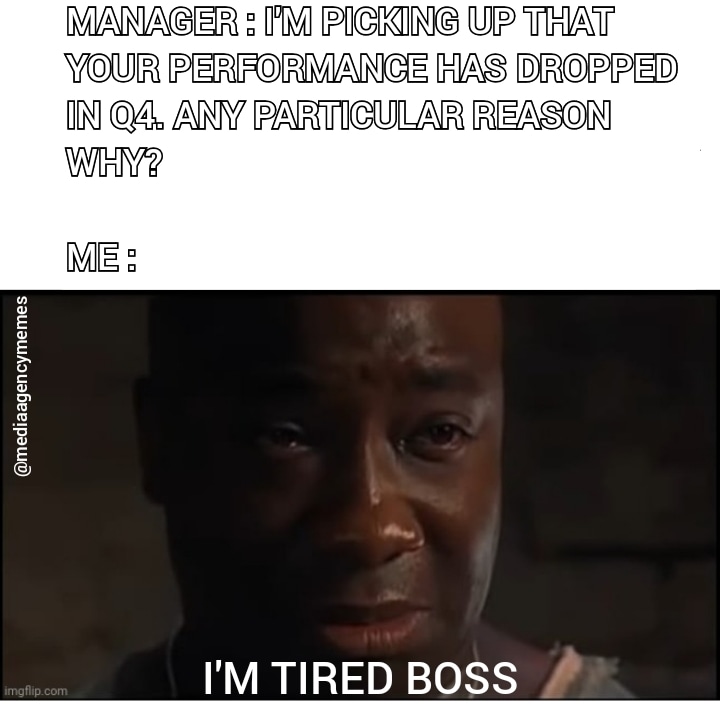 MANAGER : I'M PICKING UP THAT
YOUR PERFORMANCE HAS DROPPED
IN Q4. ANY PARTICULAR REASON
WHY?
ME :
@mediaagencymemes
I'M TIRED BOSS
imgflip.com